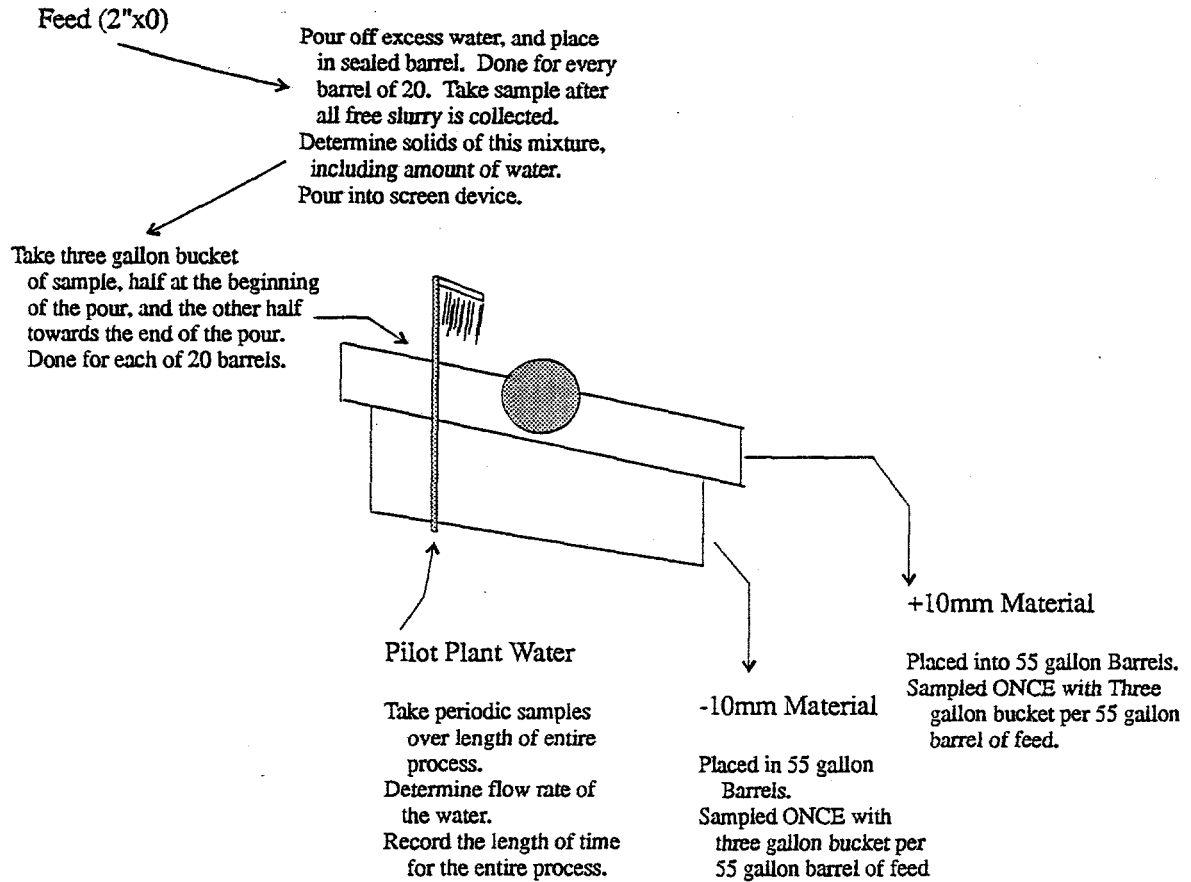 Feed (2"x0)
Pour off excess water, and place
in sealed barrel. Done for every
barrel of 20. Take sample after
all free slurry is collected.
Determine solids of this mixture,
including amount of water.
Pour into screen device.
Take three gallon bucket
of sample, half at the beginning
of the pour, and the other half
towards the end of the pour.
Done for each of 20 barrels.
Pilot Plant Water
Take periodic samples
over length of entire
process.
Determine flow rate of
the water.
Record the length of time
for the entire process.
-10mm Material
Placed in 55 gallon
Barrels.
Sampled ONCE with
three gallon bucket per
55 gallon barrel of feed
+10mm Material
Placed into 55 gallon Barrels.
Sampled ONCE with Three
gallon bucket per 55 gallon
barrel of feed.